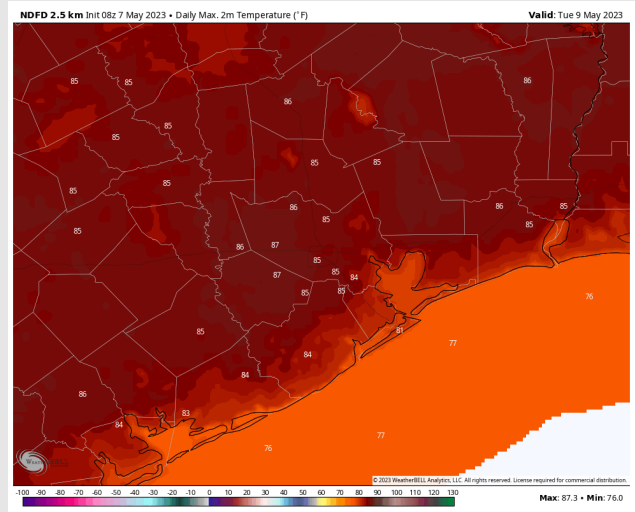 NDFD 2.5 km Init 08z 7 May 2023 • Daily Max. 2m Temperature (°F) Valid: Tue 9 May 2023
85 85 86
86
85 85
85 85
85 85
86 86 85
85 85
86 87
85 85 84
87 85 85
76
85 81
77
84
84
86
83
84
77
76
© 2023 WeatherBELL Analytics, LLC. All rights reserved. License required for commercial distribution.
-100 -90 -80 -70 -60 -50 -40 -30 -20 -10 0 10 20 30 40 50 60 70 80 90 100 110 120 130
Max: 87.3 • Min: 76.0